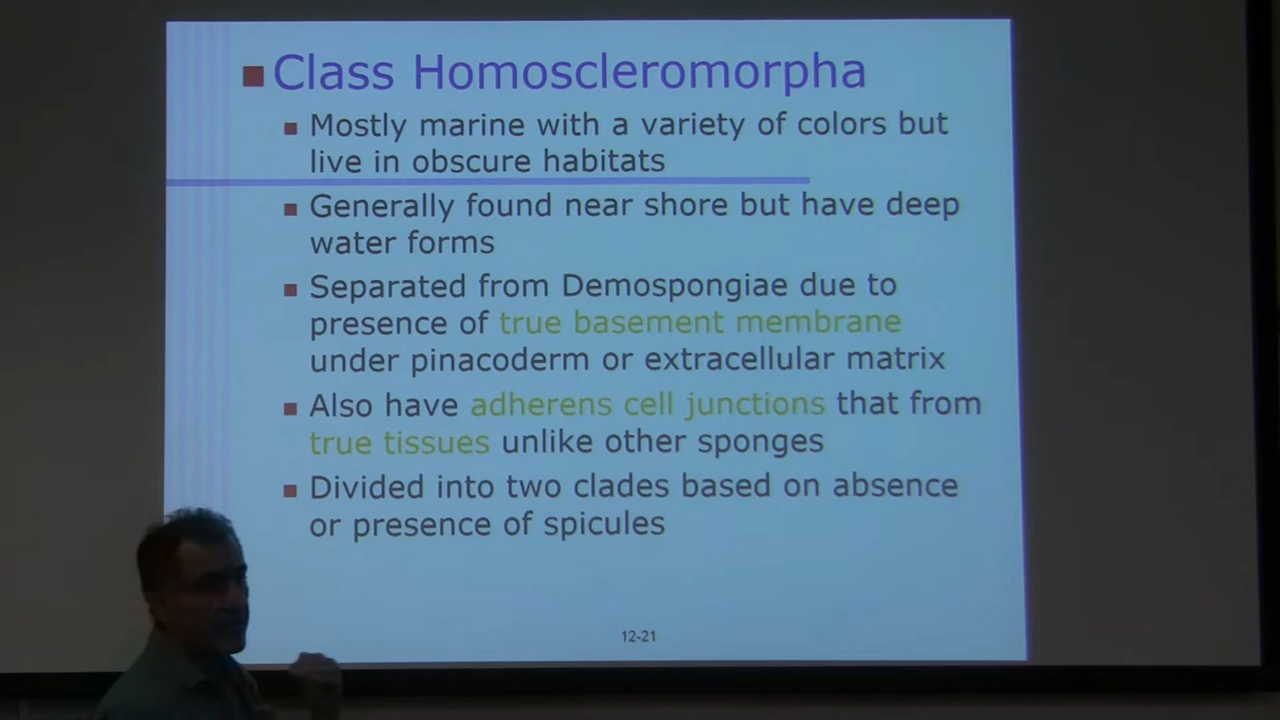 Class Homoscleromorpha
Mostly marine with a variety of colors but
live in obscure habitats
Generally found near shore but have deep
water forms
Separated from Demospongiae due to
presence of true basement membrane
under pinacoderm or extracellular matrix
Also have adherens cell junctions that from
true tissues unlike other sponges
Divided into two clades based on absence
or presence of spicules
12-21